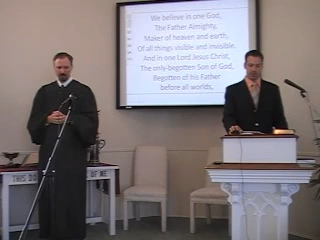 We believe in one God,
The Father Almighty,
Maker of heaven and earth,
Of all things visible and invisible.
And in one Lord Jesus Christ,
The only-begotten Son of God,
Begotten of his Father
before all worlds,
THIS DO
OF ME